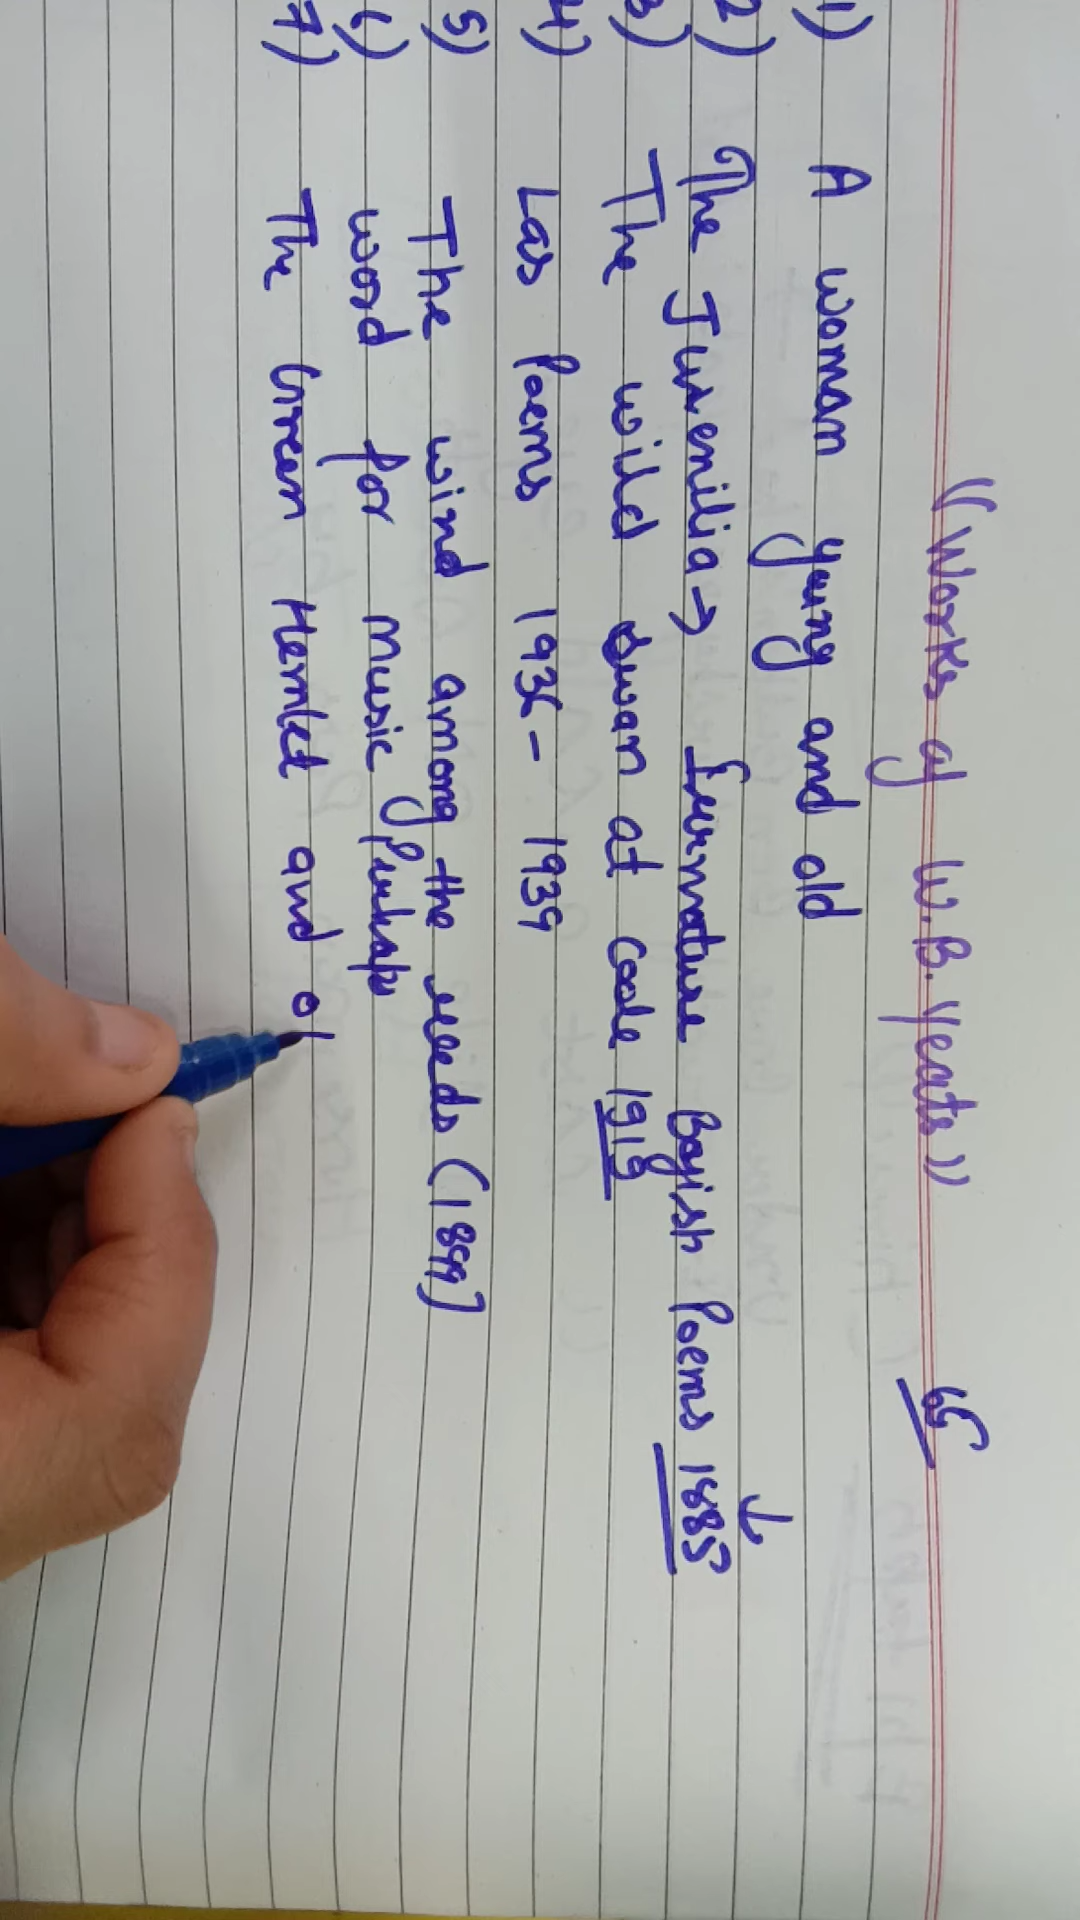 ((Works of W.B. Yeats)) 65
1) A woman young and old
2) The Juvenilia → Immature Boyish Poems 1885
3) The wild Swan at Coole 1919
4) Las Poems 1936 - 1939
5) The wind among the reeds (1899)
6) word for Music Perhaps
7) The Green Hemlet and o